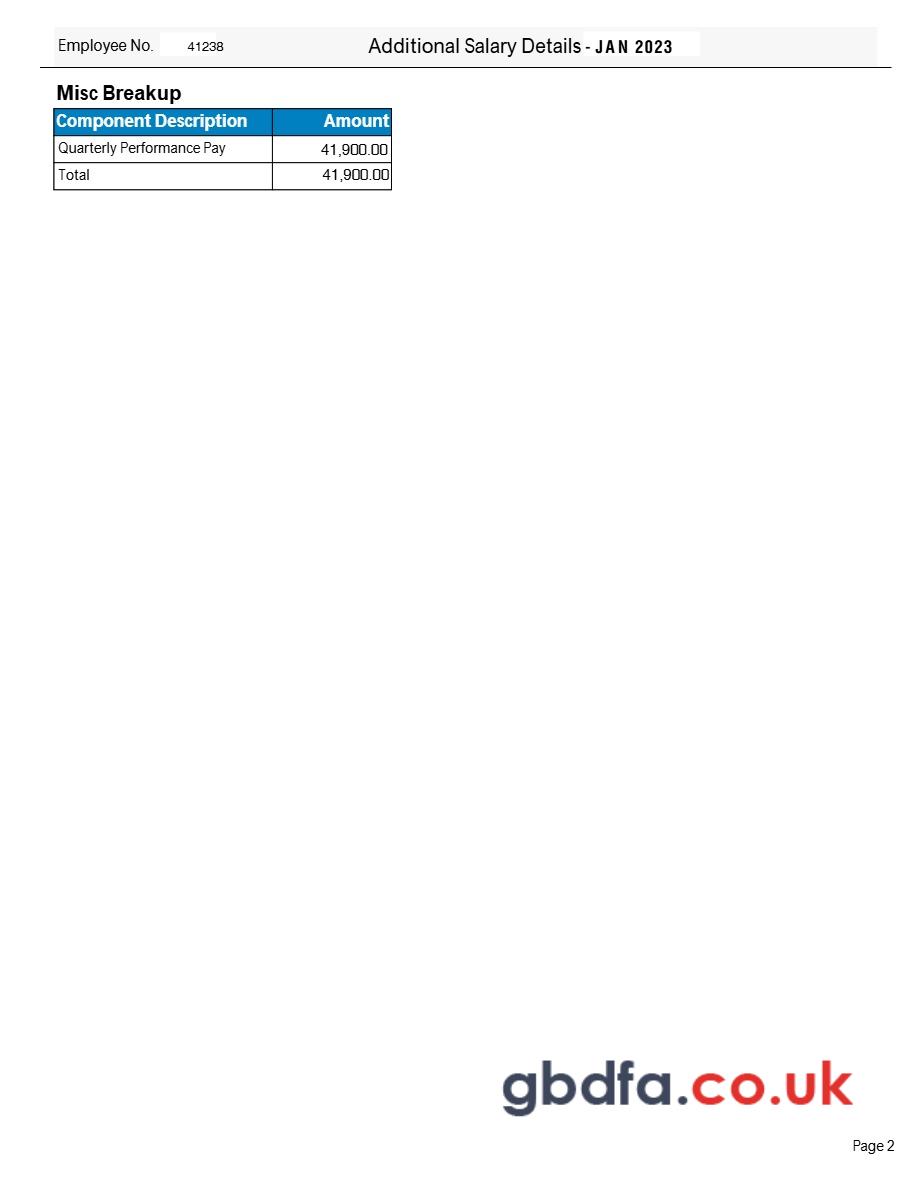 Employee No. 41238 Additional Salary Details - JAN 2023
Misc Breakup
Component Description Amount
Quarterly Performance Pay 41,900.00
Total 41,900.00
gbdfa.co.uk
Page 2